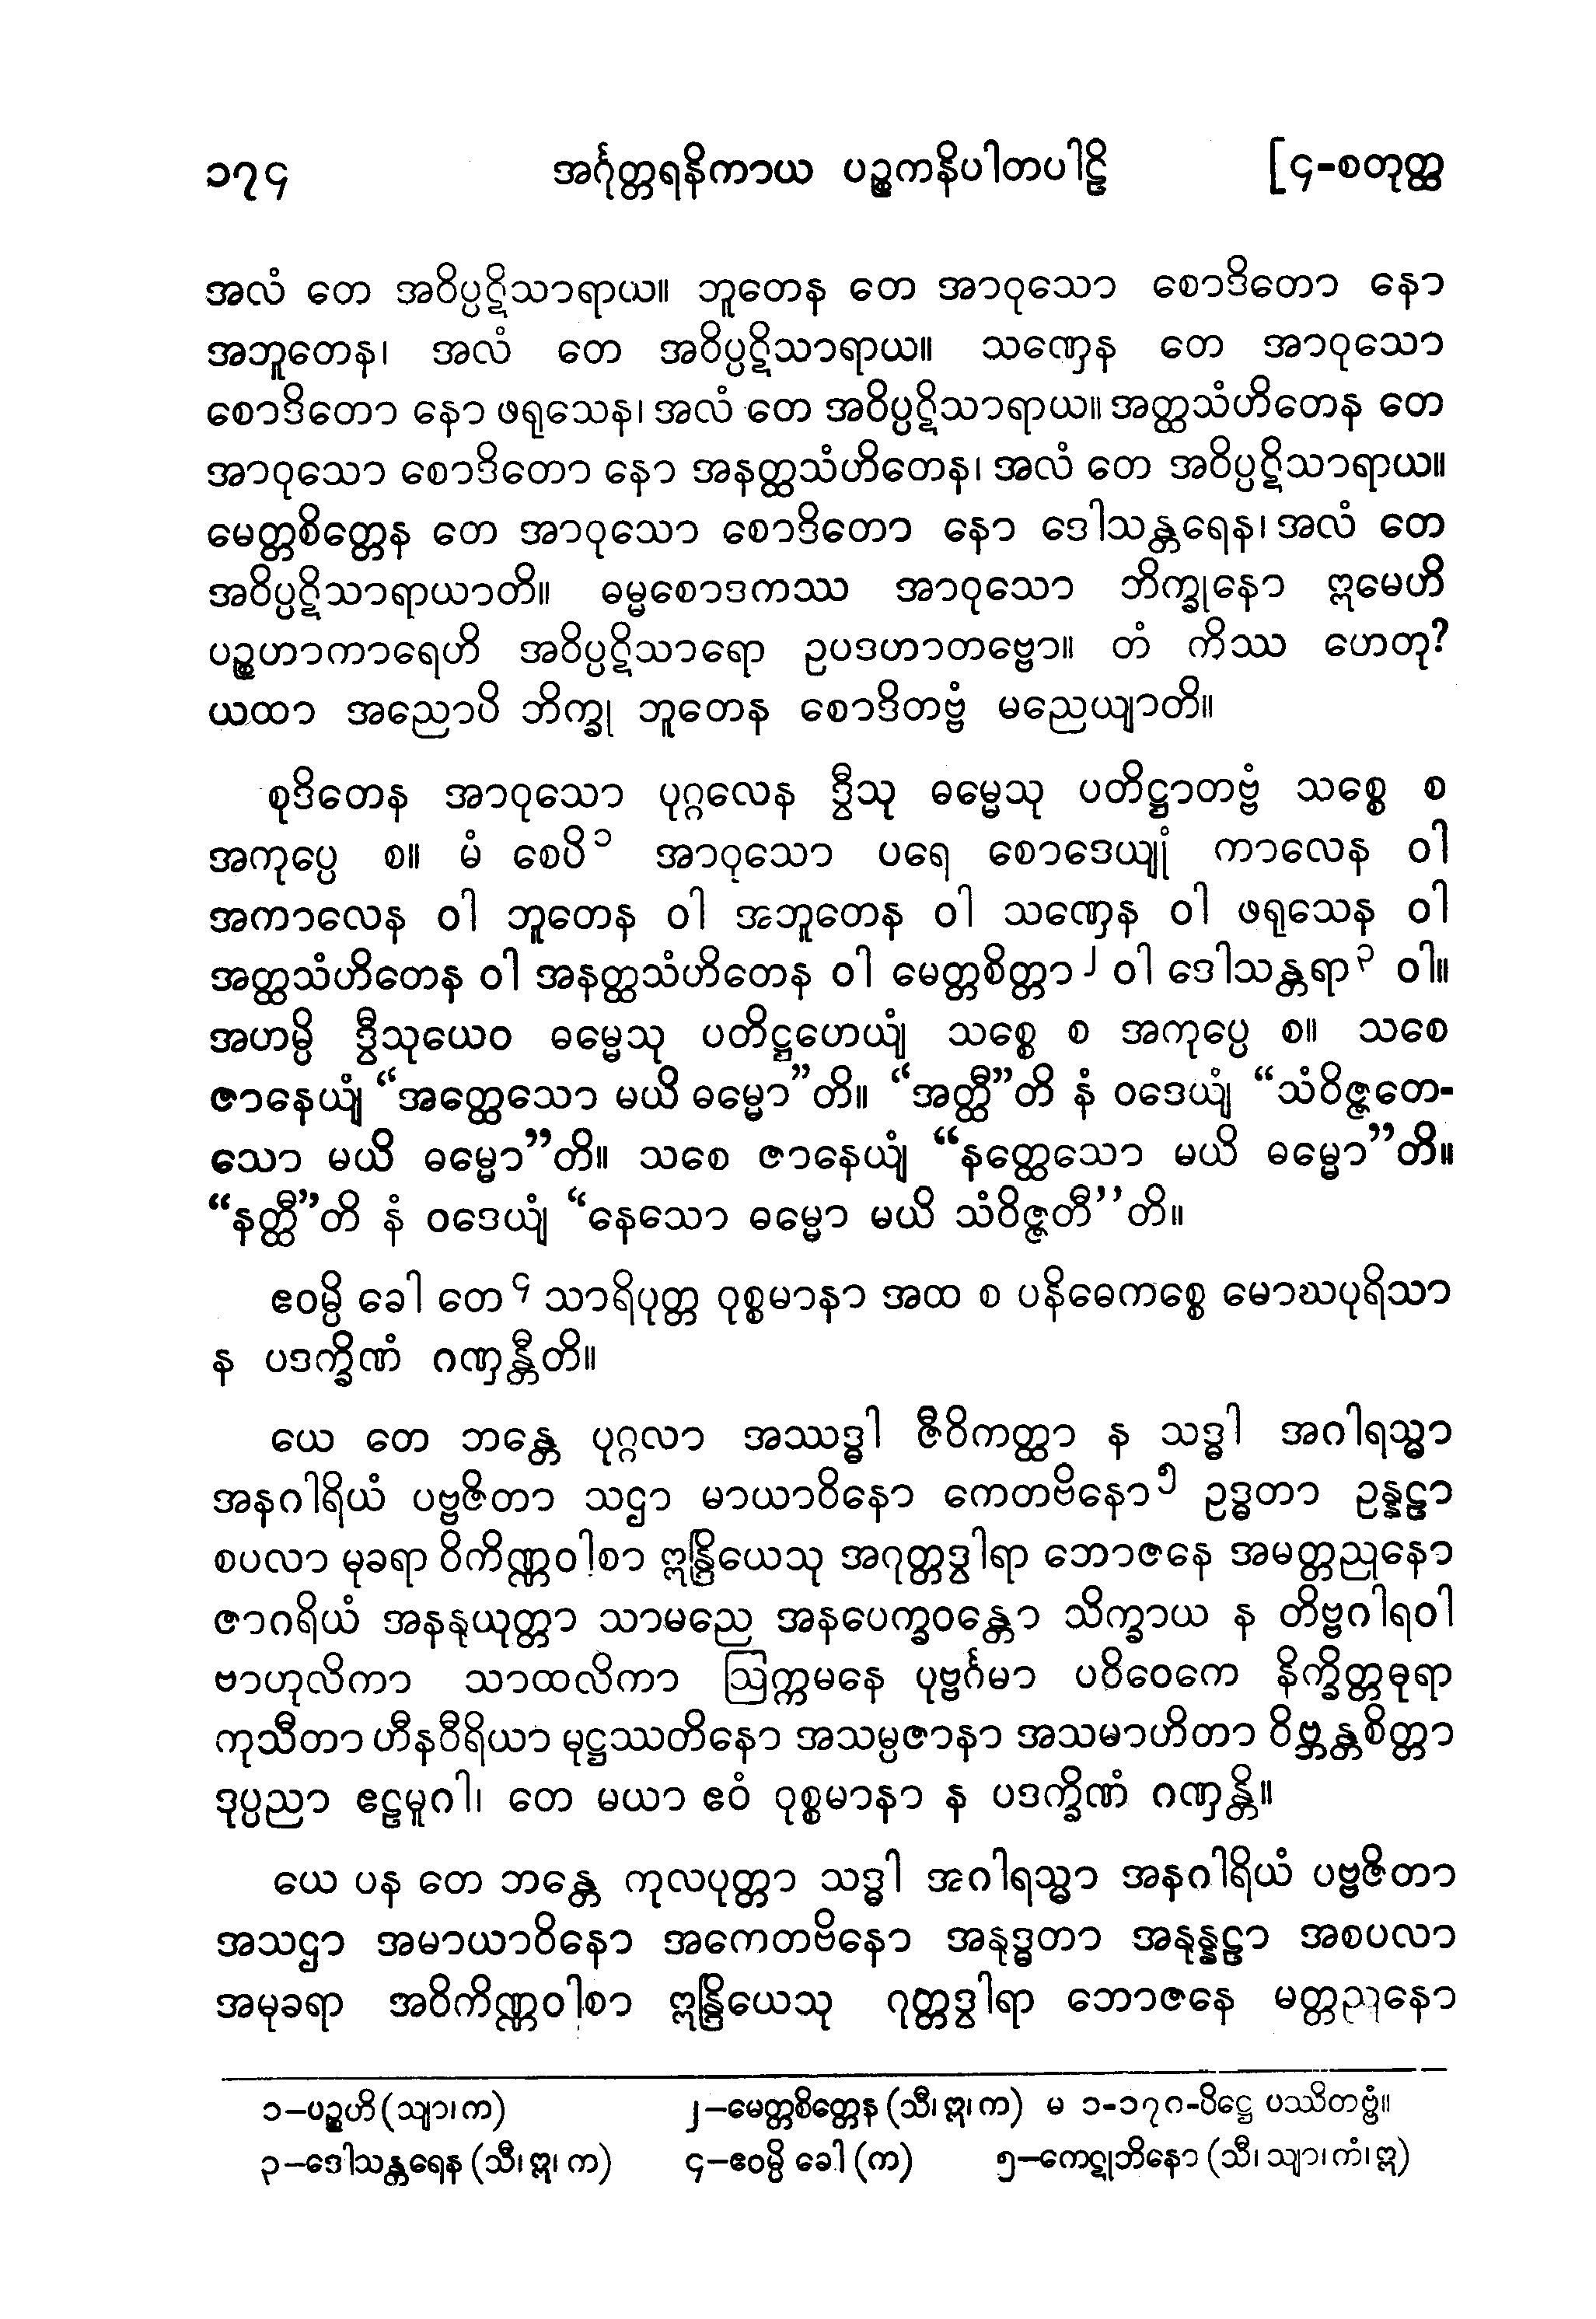 ၁၇၄ အင်္ဂုတ္တရနိကာယ ပဉ္စကနိပါတပါဠိ [၄-စတုတ္ထ
အလံ တေ အဝိပ္ပဋိသာရာယ။ ဘူတေန တေ အာဝုသော စောဒိတော နော
အဘူတေန၊ အလံ တေ အဝိပ္ပဋိသာရာယ။ သဏှေန တေ အာဝုသော
စောဒိတော နော ဖရုသေန၊ အလံ တေ အဝိပ္ပဋိသာရာယ။ အတ္ထသံဟိတေန တေ
အာဝုသော စောဒိတော နော အနတ္ထသံဟိတေန၊ အလံ တေ အဝိပ္ပဋိသာရာယ။
မေတ္တစိတ္တေန တေ အာဝုသော စောဒိတော နော ဒေါသန္တရေန၊ အလံ တေ
အဝိပ္ပဋိသာရာယာတိ။ ဓမ္မစောဒကဿ အာဝုသော ဘိက္ခုနော ဣမေဟိ
ပဉ္စဟာကာရေဟိ အဝိပ္ပဋိသာရော ဥပဒဟာတဗ္ဗော။ တံ ကိဿ ဟေတု?
ယထာ အညောပိ ဘိက္ခု ဘူတေန စောဒိတဗ္ဗံ မညေယျာတိ။
စုဒိတေန အာဝုသော ပုဂ္ဂလေန ဒွီသု ဓမ္မေသု ပတိဋ္ဌာတဗ္ဗံ သစ္စေ စ
အကုပ္ပေ စ။ မံ စေပိ၁ အာဝုသော ပရေ စောဒေယျုံ ကာလေန ဝါ
အကာလေန ဝါ ဘူတေန ဝါ အဘူတေန ဝါ သဏှေန ဝါ ဖရုသေန ဝါ
အတ္ထသံဟိတေန ဝါ အနတ္ထသံဟိတေန ဝါ မေတ္တစိတ္တာ၂ ဝါ ဒေါသန္တရာ၃ ဝါ။
အဟမ္ပိ ဒွီသုယေဝ ဓမ္မေသု ပတိဋ္ဌဟေယျံ သစ္စေ စ အကုပ္ပေ စ။ သစေ
ဇာနေယျံ “အတ္ထေသော မယိ ဓမ္မော”တိ။ “အတ္ထီ”တိ နံ ဝဒေယျံ “သံဝိဇ္ဇတေ-
သော မယိ ဓမ္မော”တိ။ သစေ ဇာနေယျံ “နတ္ထေသော မယိ ဓမ္မော”တိ။
“နတ္ထီ”တိ နံ ဝဒေယျံ “နေသော ဓမ္မော မယိ သံဝိဇ္ဇတီ”တိ။
ဧဝမ္ပိ ခေါ တေ၄ သာရိပုတ္တ ဝုစ္စမာနာ အထ စ ပနိဓေကစ္စေ မောဃပုရိသာ
န ပဒက္ခိဏံ ဂဏှန္တီတိ။
ယေ တေ ဘန္တေ ပုဂ္ဂလာ အဿဒ္ဓါ ဇီဝိကတ္ထာ န သဒ္ဓါ အဂါရသ္မာ
အနဂါရိယံ ပဗ္ဗဇိတာ သဌာ မာယာဝိနော ကေတဗိနော၅ ဥဒ္ဓတာ ဥန္နဠာ
စပလာ မုခရာ ဝိကိဏ္ဏဝါစာ ဣန္ဒြိယေသု အဂုတ္တဒွါရာ ဘောဇနေ အမတ္တညုနော
ဇာဂရိယံ အနနုယုတ္တာ သာမညေ အနပေက္ခဝန္တော သိက္ခာယ န တိဗ္ဗဂါရဝါ
ဗာဟုလိကာ သာထလိကာ ဩက္ကမနေ ပုဗ္ဗင်္ဂမာ ပဝိဝေကေ နိက္ခိတ္တဓုရာ
ကုသီတာ ဟီနဝီရိယာ မုဋ္ဌဿတိနော အသမ္ပဇာနာ အသမာဟိတာ ဝိဗ္ဘန္တစိတ္တာ
ဒုပ္ပညာ ဧဠမူဂါ၊ တေ မယာ ဧဝံ ဝုစ္စမာနာ န ပဒက္ခိဏံ ဂဏှန္တိ။
ယေ ပန တေ ဘန္တေ ကုလပုတ္တာ သဒ္ဓါ အဂါရသ္မာ အနဂါရိယံ ပဗ္ဗဇိတာ
အသဌာ အမာယာဝိနော အကေတဗိနော အနုဒ္ဓတာ အနုန္နဠာ အစပလာ
အမုခရာ အဝိကိဏ္ဏဝါစာ ဣန္ဒြိယေသု ဂုတ္တဒွါရာ ဘောဇနေ မတ္တညုနော
၁–ပဉ္စဟိ (သျာ၊ က) ၂–မေတ္တစိတ္တေန (သီ၊ ဣ၊ က) မ ၁-၁၇ဂ-ပိဋ္ဌေ ပဿိတဗ္ဗံ။
၃–ဒေါသန္တရေန (သီ၊ ဣ၊ က) ၄–ဧဝမ္ပိ ခေါ (က) ၅–ကေဋုဘိနော (သီ၊ သျာ၊ ကံ၊ ဣ)